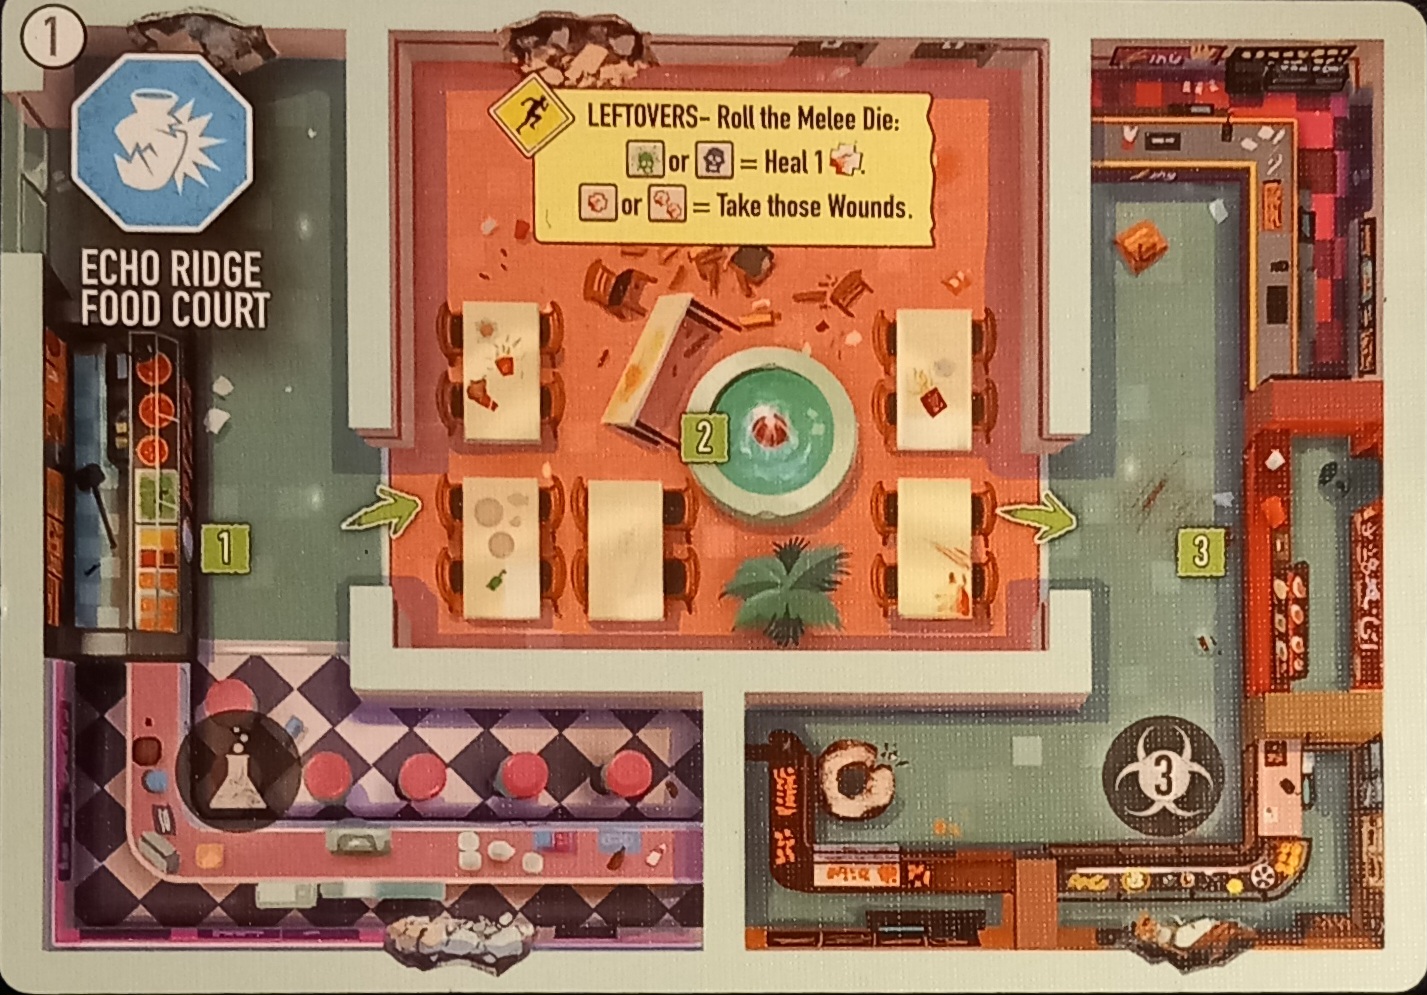 1
LEFTOVERS- Roll the Melee Die:
or = Heal 1 .
or = Take those Wounds.
ECHO RIDGE
FOOD COURT
2
1
3
3